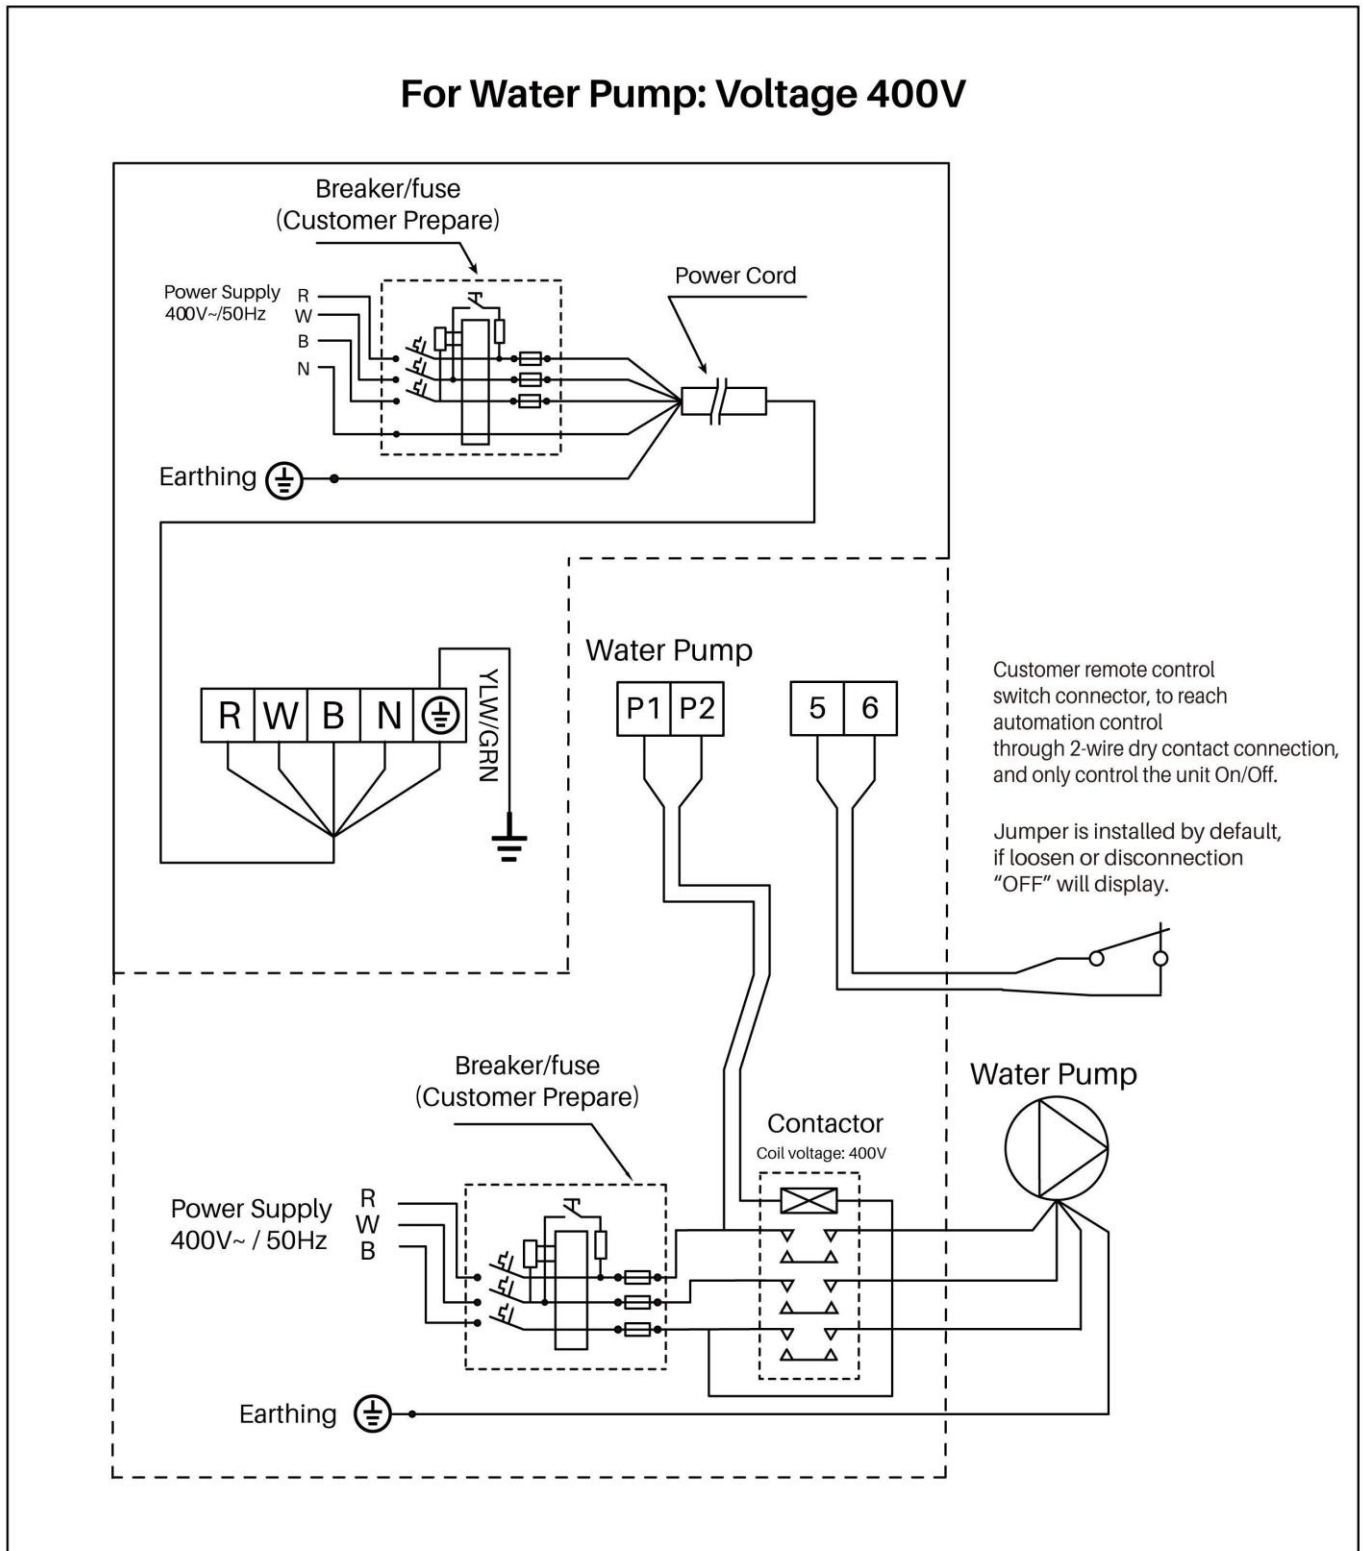 For Water Pump: Voltage 400V
Breaker/fuse
(Customer Prepare)
Power Cord
Power Supply
400V~/50Hz
R
W
B
N
Earthing
Water Pump
R W B N
YLW/GRN
P1 P2
5 6
Customer remote control
switch connector, to reach
automation control
through 2-wire dry contact connection,
and only control the unit On/Off.
Jumper is installed by default,
if loosen or disconnection
"OFF" will display.
Breaker/fuse
(Customer Prepare)
Water Pump
Contactor
Coil voltage: 400V
Power Supply
400V~ / 50Hz
R
W
B
Earthing